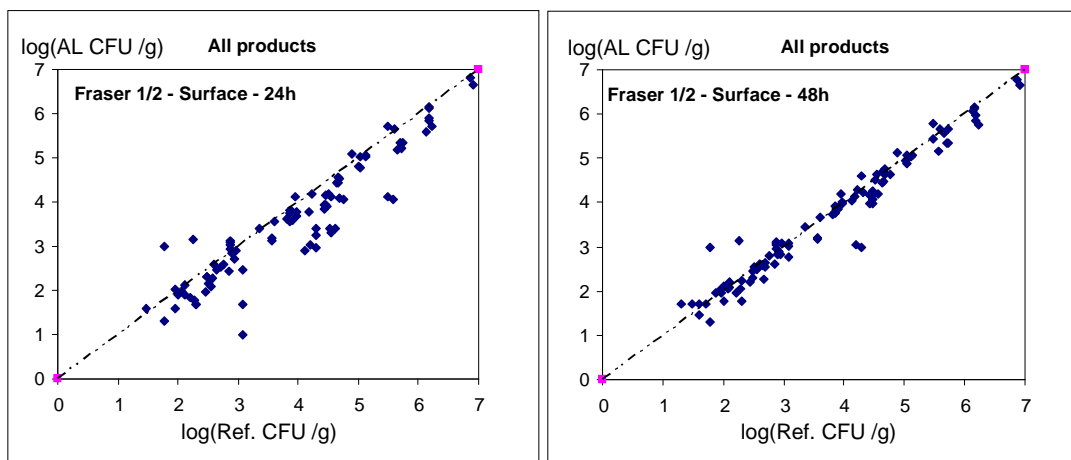 log(AL CFU /g)
All products
Fraser 1/2 - Surface - 24h
7
6
5
4
3
2
1
0
0 1 2 3 4 5 6 7
log(Ref. CFU /g)
log(AL CFU /g)
All products
Fraser 1/2 - Surface - 48h
7
6
5
4
3
2
1
0
0 1 2 3 4 5 6 7
log(Ref. CFU /g)